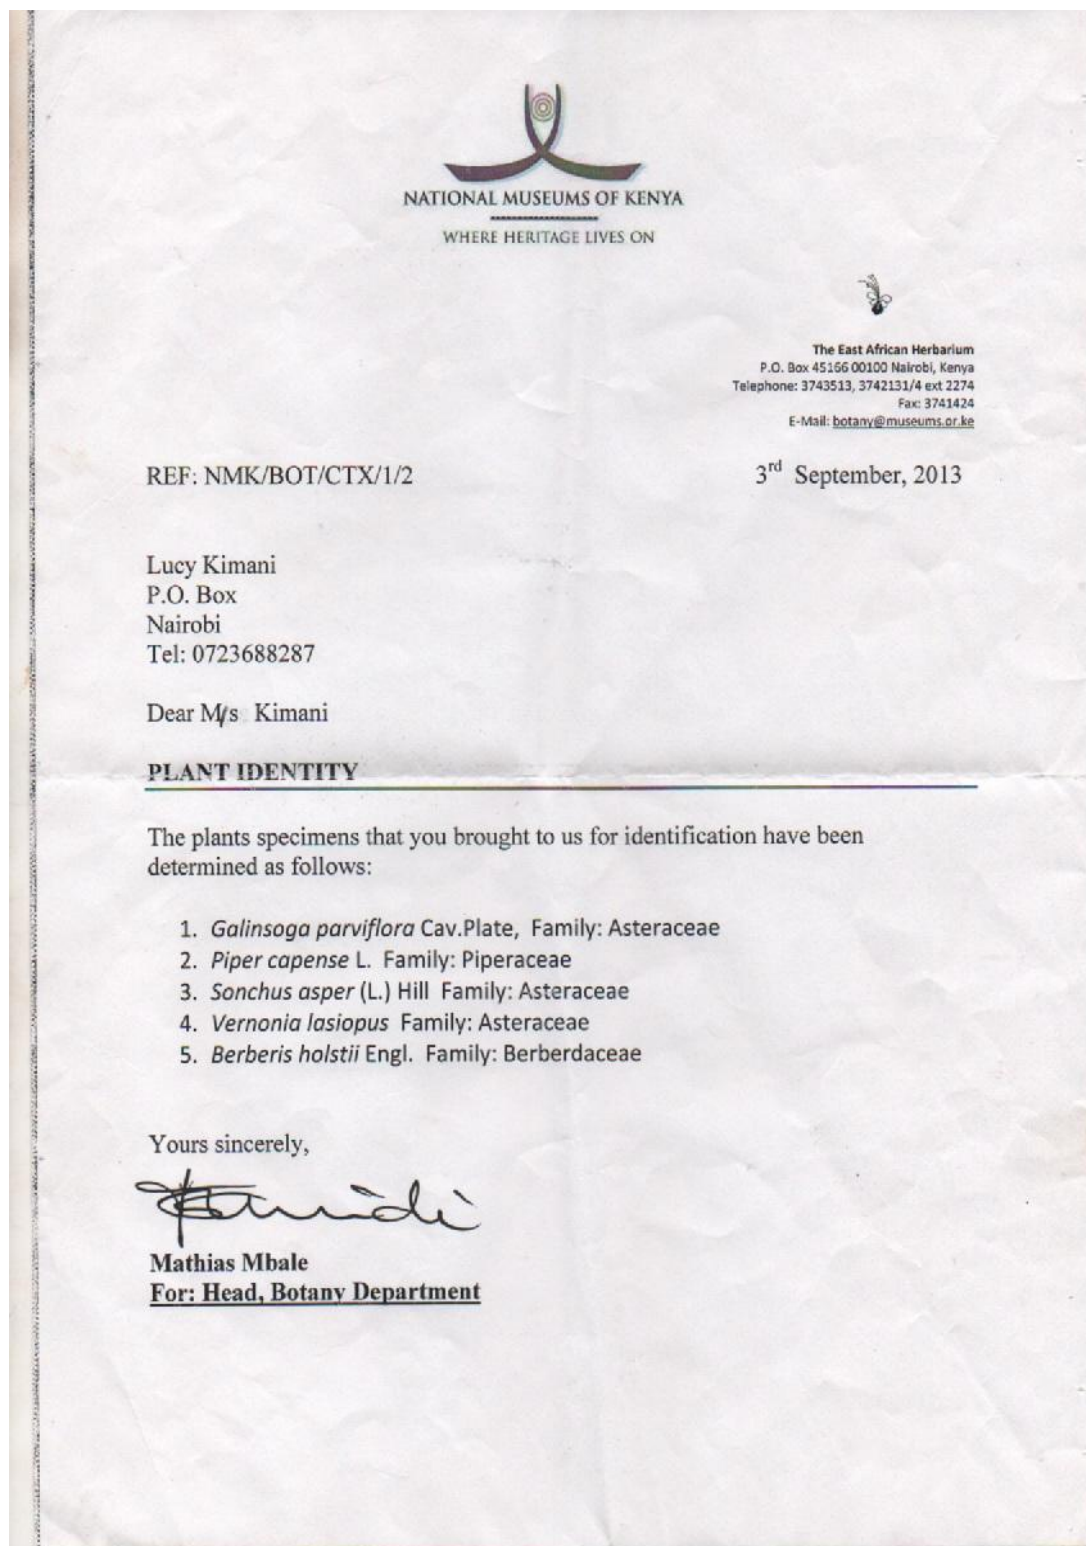 NATIONAL MUSEUMS OF KENYA
WHERE HERITAGE LIVES ON
The East African Herbarium
P.O. Box 45166 00100 Nairobi, Kenya
Telephone: 3743513, 3742131/4 ext 2274
Fax: 3741424
E-Mail: botany@museums.or.ke
REF: NMK/BOT/CTX/1/2
3rd September, 2013
Lucy Kimani
P.O. Box
Nairobi
Tel: 0723688287
Dear M/s Kimani
PLANT IDENTITY
The plants specimens that you brought to us for identification have been
determined as follows:
1. Galinsoga parviflora Cav.Plate, Family: Asteraceae
2. Piper capense L. Family: Piperaceae
3. Sonchus asper (L.) Hill Family: Asteraceae
4. Vernonia lasiopus Family: Asteraceae
5. Berberis holstii Engl. Family: Berberdaceae
Yours sincerely,
Mathias Mbale
For: Head, Botany Department